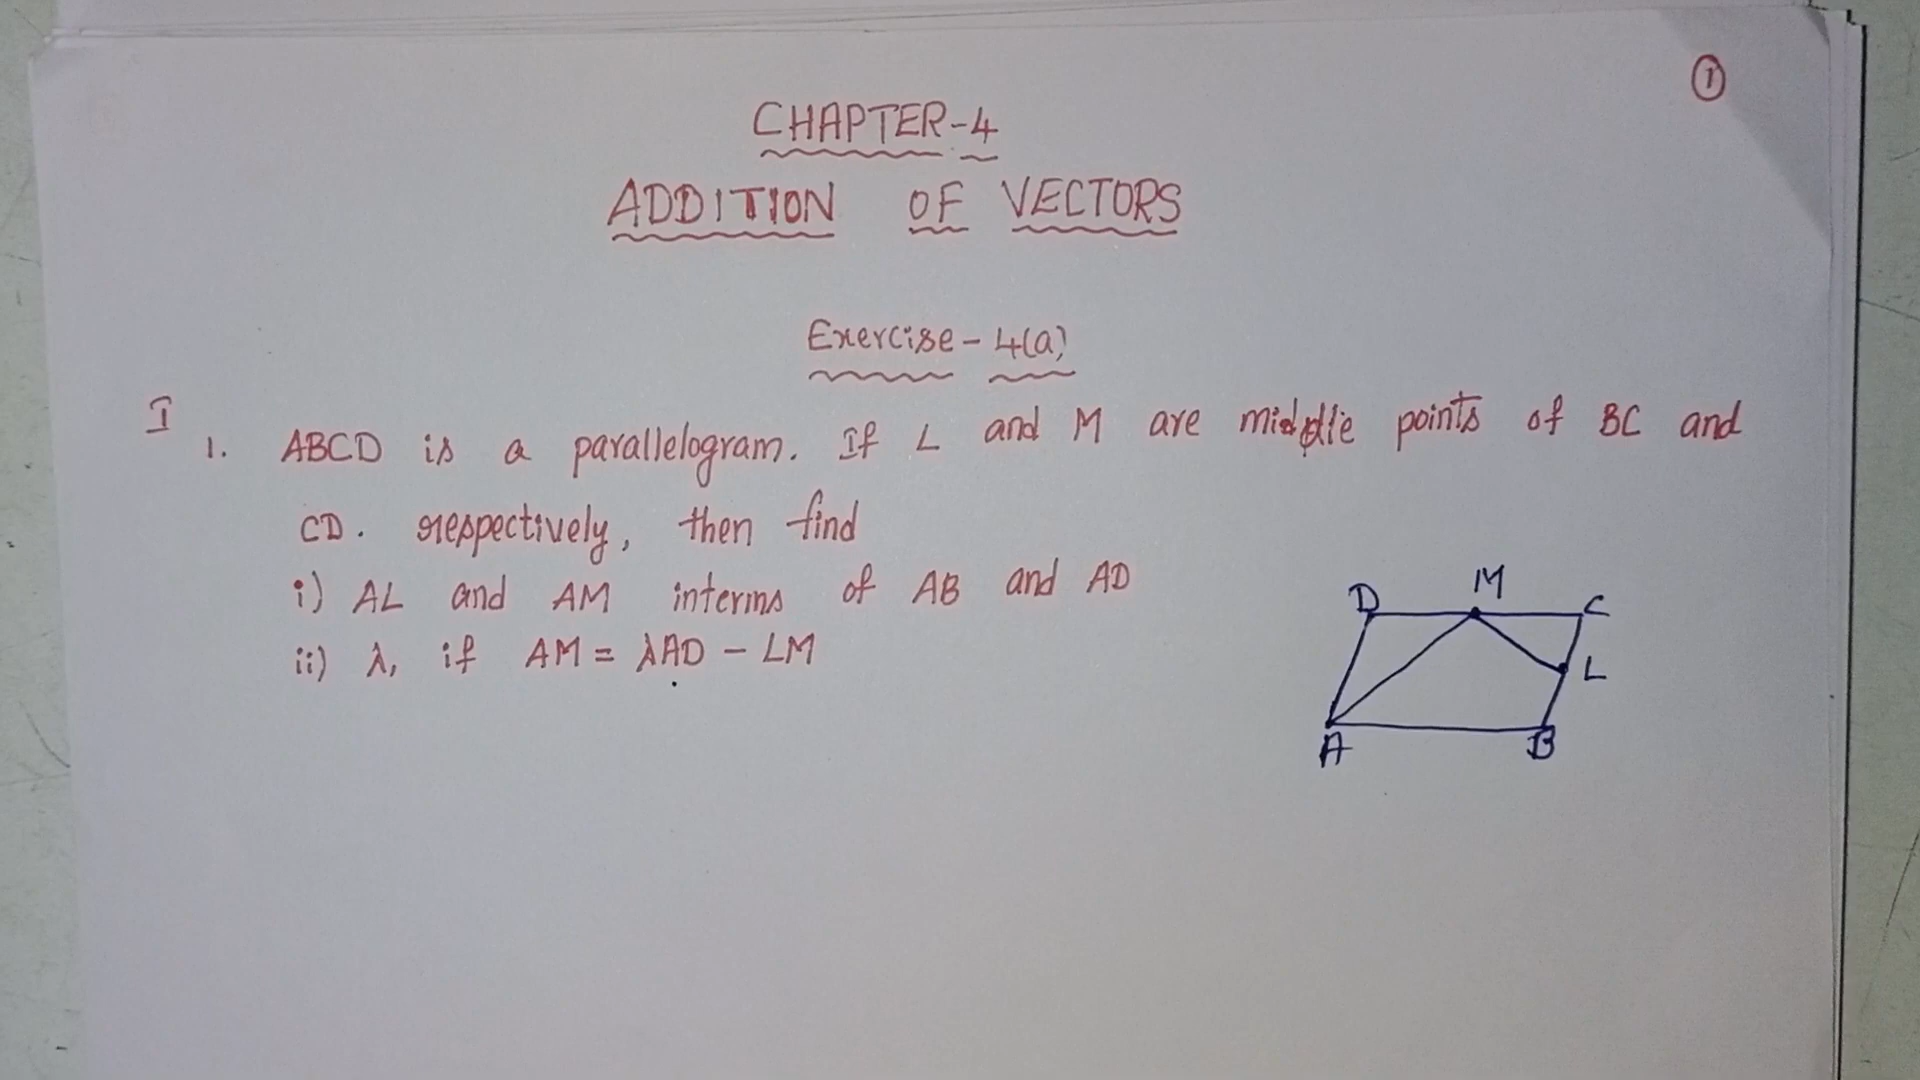 1
CHAPTER-4
ADDITION OF VECTORS
Exercise - 4(a)
I
1. ABCD is a parallelogram. If L and M are middle points of BC and
CD. respectively, then find
i) AL and AM interms of AB and AD
ii) λ, if AM = λAD - LM
D M C
L
A B